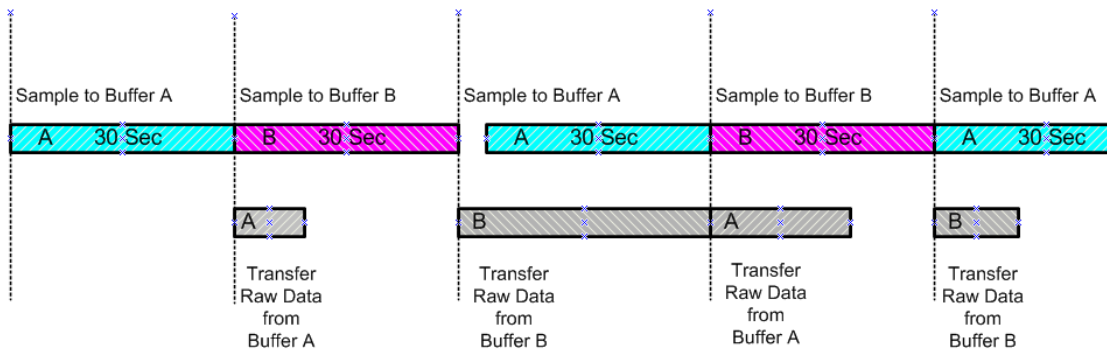 Sample to Buffer A
Sample to Buffer B
Sample to Buffer A
Sample to Buffer B
Sample to Buffer A
A 30 Sec
B 30 Sec
A 30 Sec
B 30 Sec
A 30 Sec
A
B
A
B
Transfer
Raw Data
from
Buffer A
Transfer
Raw Data
from
Buffer B
Transfer
Raw Data
from
Buffer A
Transfer
Raw Data
from
Buffer B